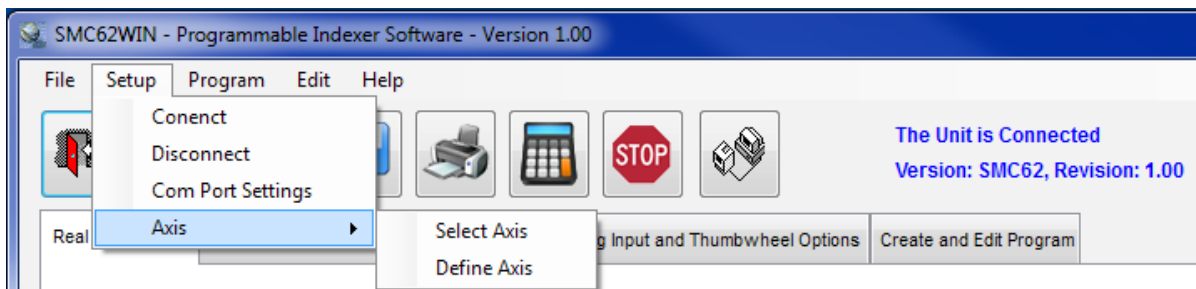 SMC62WIN - Programmable Indexer Software - Version 1.00
File Setup Program Edit Help
Conenct
Disconnect
Com Port Settings
Axis
Select Axis
Define Axis
STOP
The Unit is Connected
Version: SMC62, Revision: 1.00
Real
Input and Thumbwheel Options
Create and Edit Program